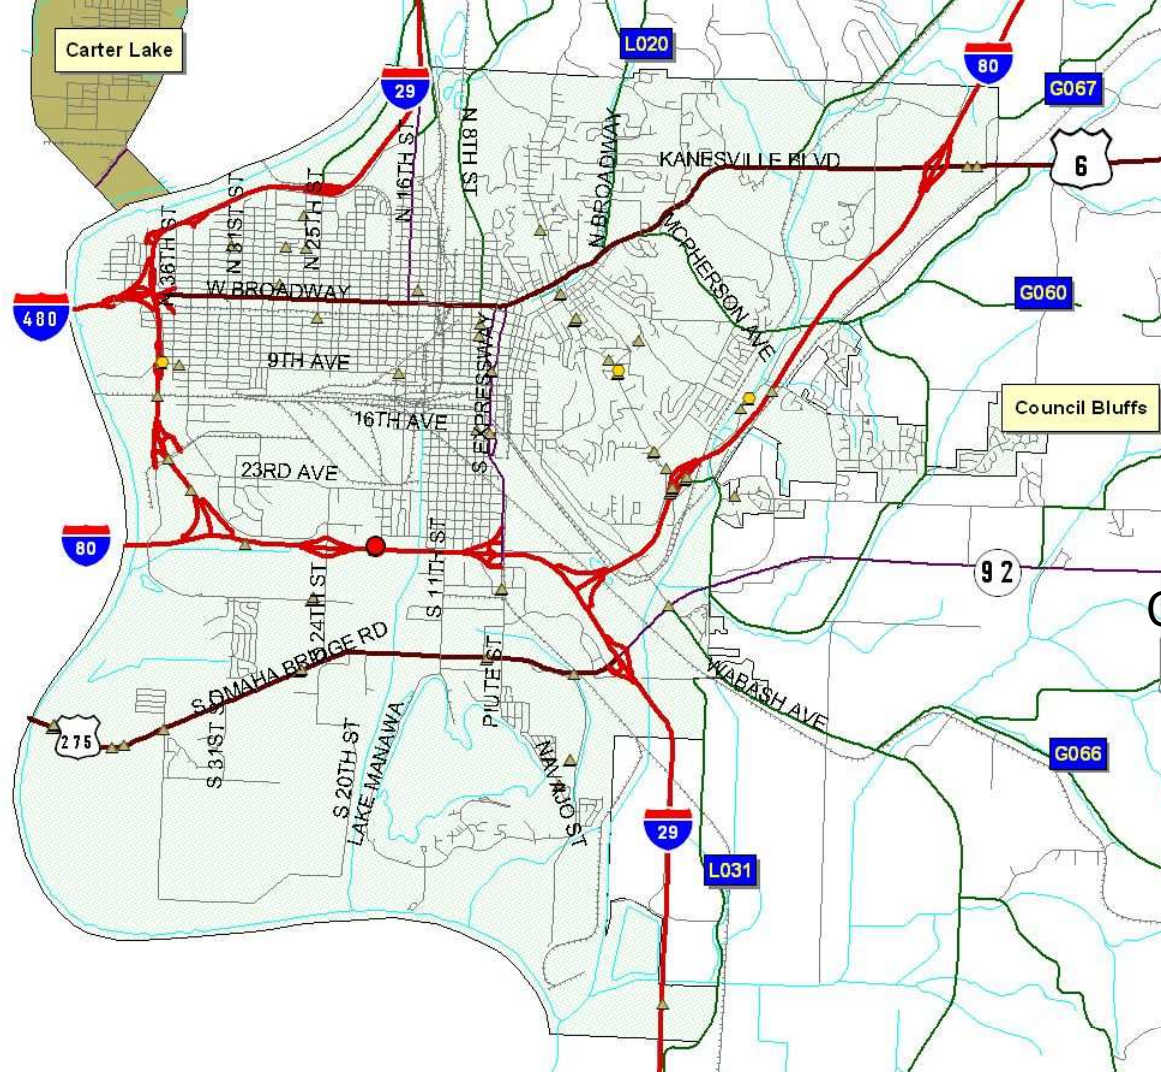 Carter Lake
L020
80
29
G067
N 8TH ST
N BROADWAY
N 16TH ST
KANESVILLE BLVD
6
N 36TH ST
N 31ST ST
N 25TH ST
MCPHERSON AVE
W BROADWAY
G060
480
9TH AVE
S EXPRESSWAY
Council Bluffs
16TH AVE
23RD AVE
80
S 11TH ST
92
S 24TH ST
S OMAHA BRIDGE RD
PIUTE ST
WABASH AVE
275
S 31ST S
S 20TH ST
LAKE MANAWA
NAVAJO ST
G066
29
L031